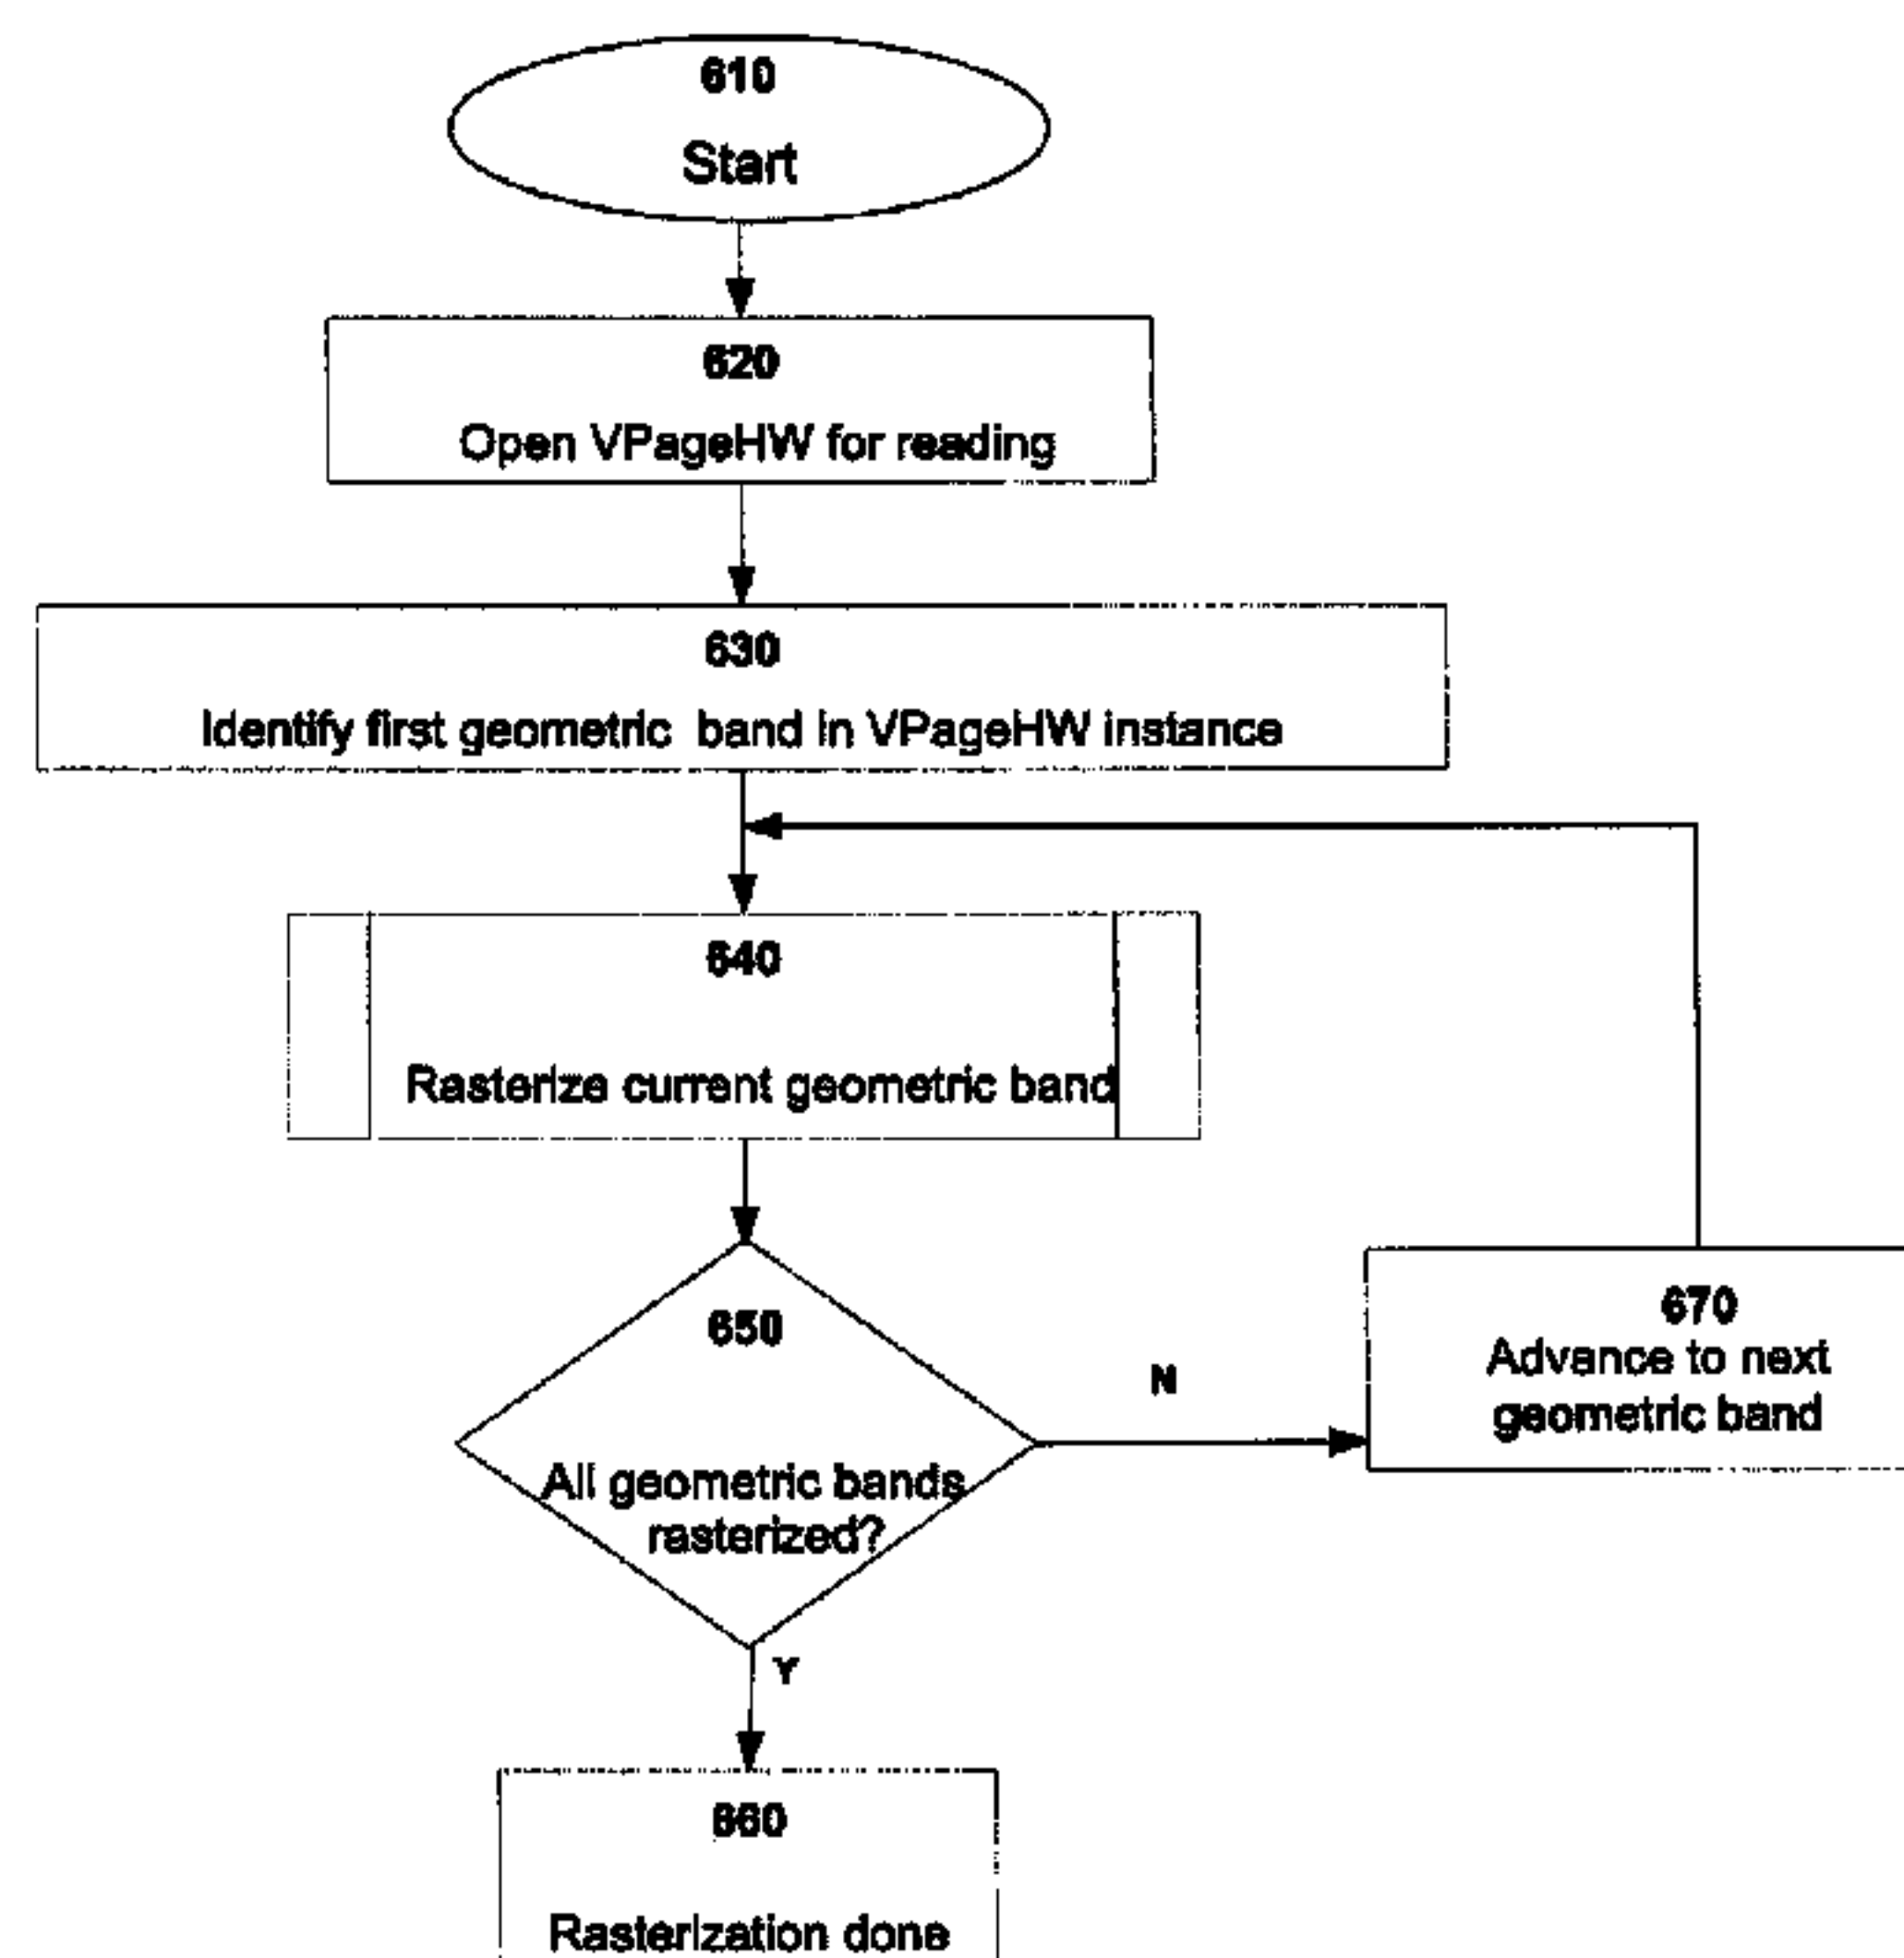 610
Start
620
Open VPageHW for reading
630
Identify first geometric band in VPageHW instance
640
Rasterize current geometric band
650
All geometric bands
rasterized?
N
670
Advance to next
geometric band
Y
660
Rasterization done